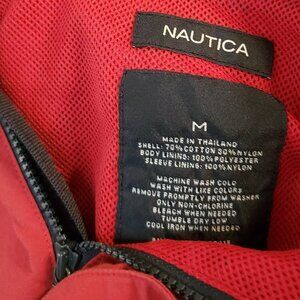 NAUTICA
M
MADE IN THAILAND
SHELL: 70% COTTON 30% NYLON
BODY LINING: 100% POLYESTER
SLEEVE LINING: 100% NYLON
MACHINE WASH COLD
WASH WITH LIKE COLORS
REMOVE PROMPTLY FROM WASHER
ONLY NON-CHLORINE
BLEACH WHEN NEEDED
TUMBLE DRY LOW
COOL IRON WHEN NEEDED